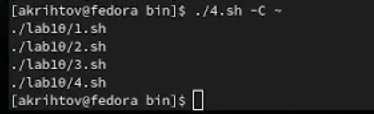 [akrihtov@fedora bin]$ ./4.sh -C ~
./lab10/1.sh
./lab10/2.sh
./lab10/3.sh
./lab10/4.sh
[akrihtov@fedora bin]$